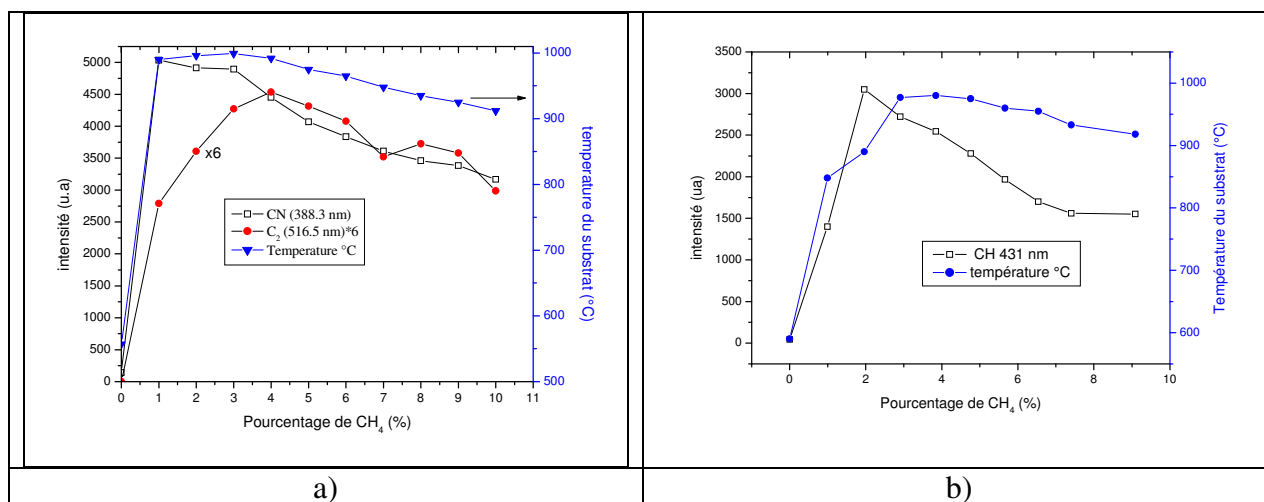 5000
4500
4000
3500
3000
2500
2000
1500
1000
500
0
intensité (u.a)
x6
CN (388.3 nm)
C₂ (516.5 nm)*6
Temperature °C
1000
900
800
700
600
500
temperature du substrat (°C)
0 1 2 3 4 5 6 7 8 9 10 11
Pourcentage de CH₄ (%)
a)
3500
3000
2500
2000
1500
1000
500
0
intensité (ua)
CH 431 nm
température °C
1000
900
800
700
600
Température du substrat (°C)
0 2 4 6 8 10
Pourcentage de CH₄ (%)
b)